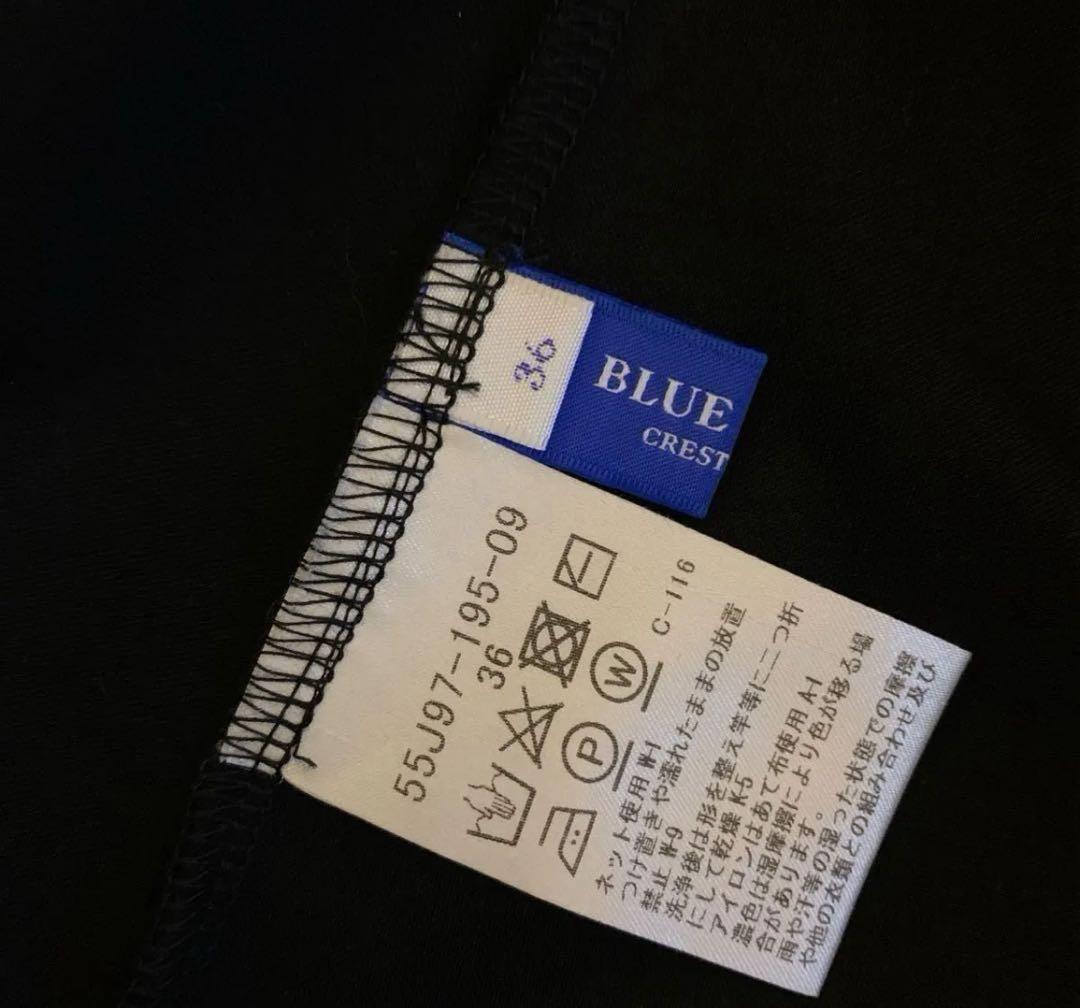 36
BLUE
CREST
55J97-195-09
36
P
W
C-116
ネット使用 W-1
つけ置きや濡れたままの放置
禁止 W-9
洗浄後は形を整え竿等に二つ折
にして乾燥 K-5
アイロンはあて布使用 A-1
濃色は湿摩擦により色が移る場
合があります。
雨や汗等の湿った状態での摩擦
や他の衣類との組み合わせ及び